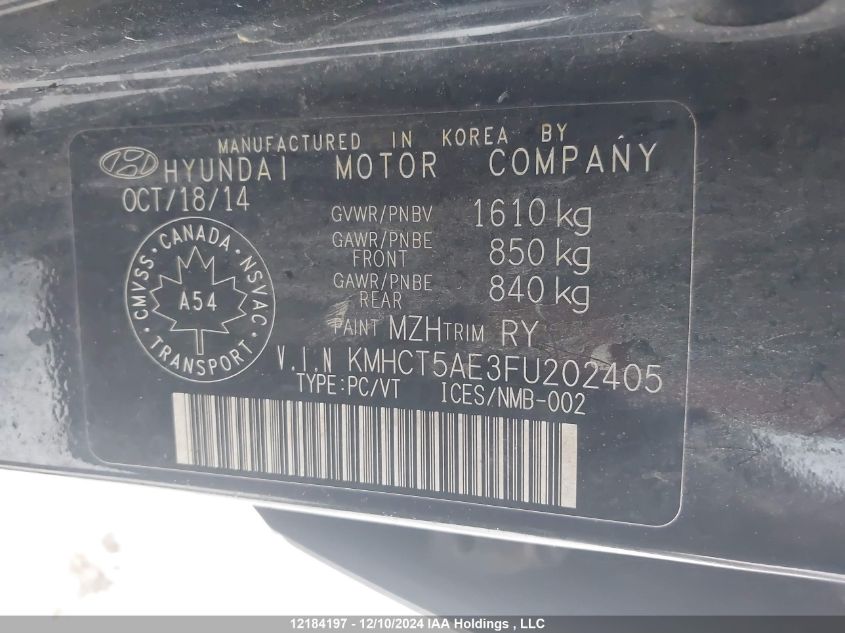 MANUFACTURED IN KOREA BY
HYUNDAI MOTOR COMPANY
OCT/18/14
GVWR/PNBV 1610 kg
GAWR/PNBE FRONT 850 kg
GAWR/PNBE REAR 840 kg
CANADA
CMVSS • NSVAC
A54
TRANSPORT
PAINT MZH TRIM RY
V.I.N KMHCT5AE3FU202405
TYPE:PC/VT ICES/NMB-002
12184197 - 12/10/2024 IAA Holdings , LLC